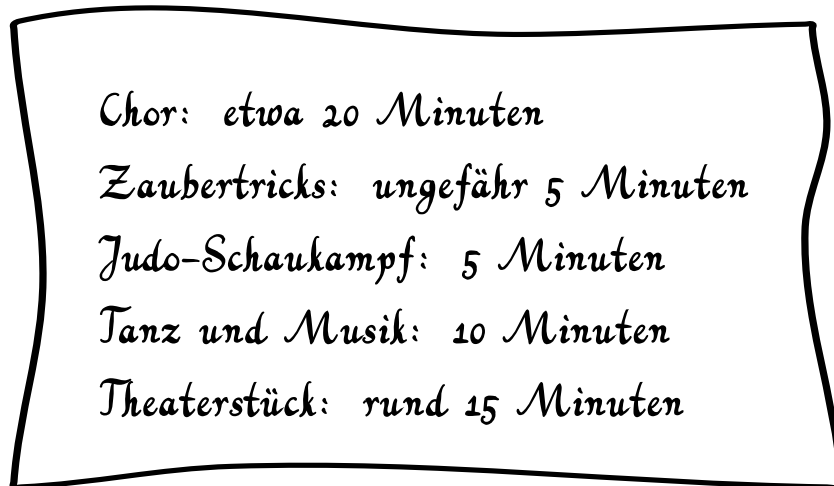 Chor: etwa 20 Minuten
Zaubertricks: ungefähr 5 Minuten
Judo-Schaukampf: 5 Minuten
Tanz und Musik: 10 Minuten
Theaterstück: rund 15 Minuten